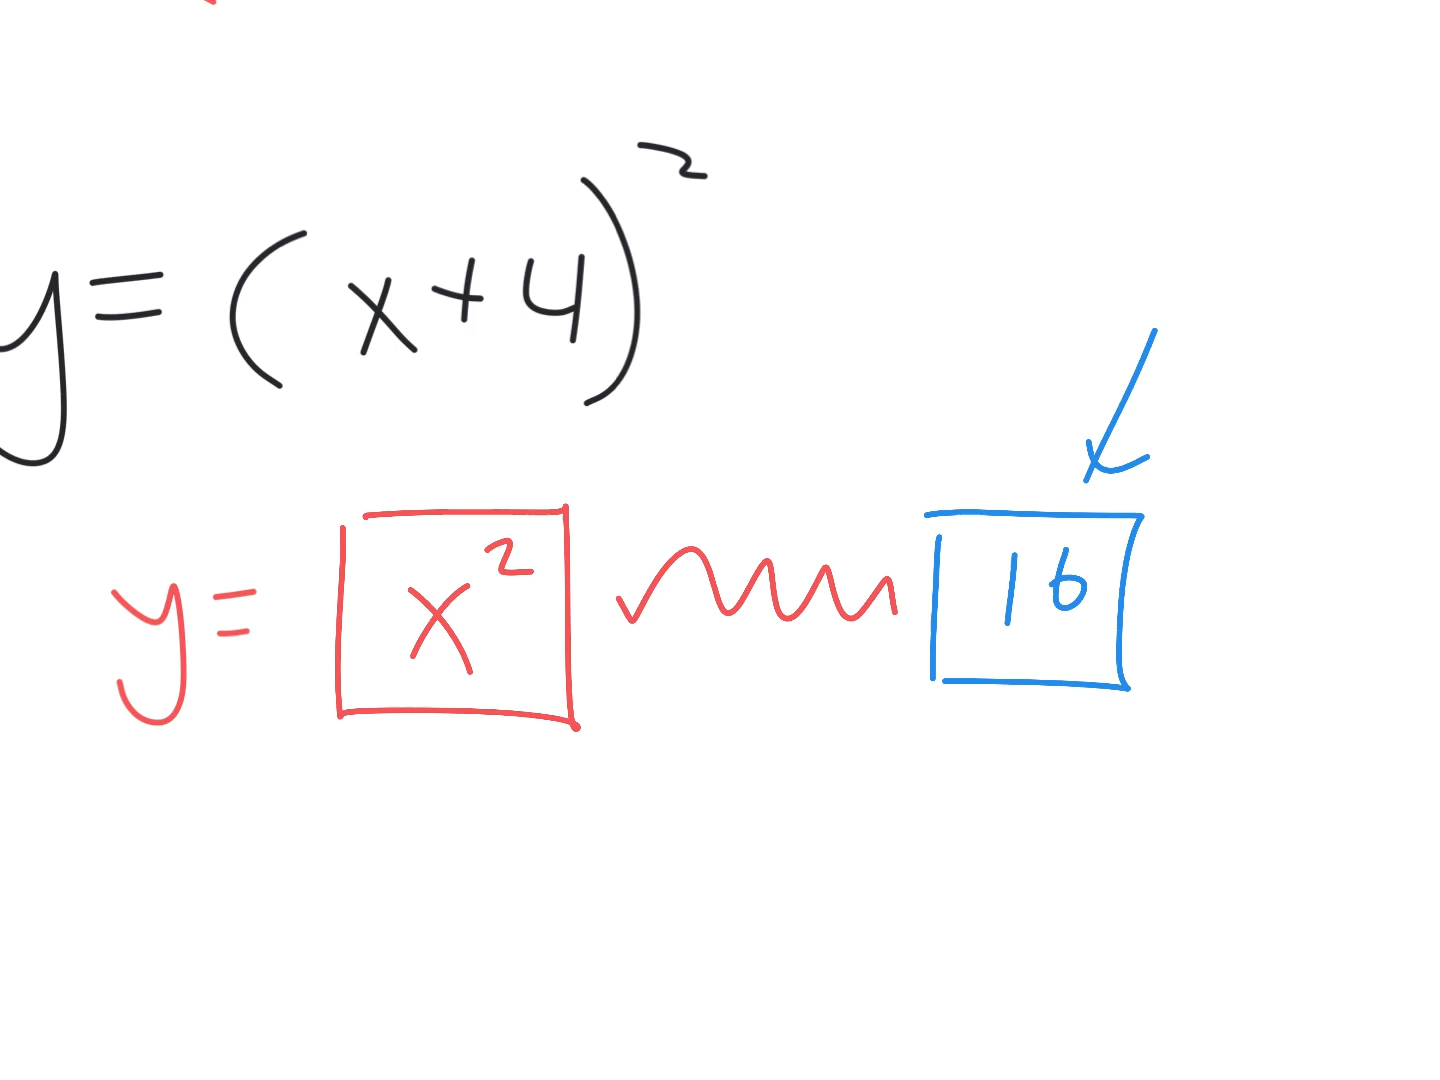 y = (x+4)²
y = x² 16